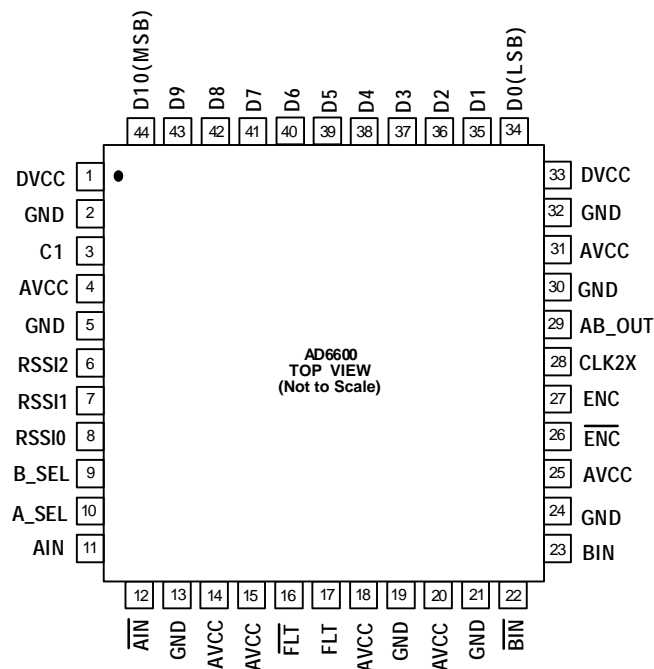 D10(MSB)
D9
D8
D7
D6
D5
D4
D3
D2
D1
D0(LSB)
44 43 42 41 40 39 38 37 36 35 34
DVCC 1
GND 2
C1 3
AVCC 4
GND 5
RSSI2 6
RSSI1 7
RSSI0 8
B_SEL 9
A_SEL 10
AIN 11
AD6600
TOP VIEW
(Not to Scale)
33 DVCC
32 GND
31 AVCC
30 GND
29 AB_OUT
28 CLK2X
27 ENC
26 E̅N̅C̅
25 AVCC
24 GND
23 BIN
12 13 14 15 16 17 18 19 20 21 22
A̅I̅N̅
GND
AVCC
AVCC
F̅L̅T̅
FLT
AVCC
GND
AVCC
GND
B̅I̅N̅